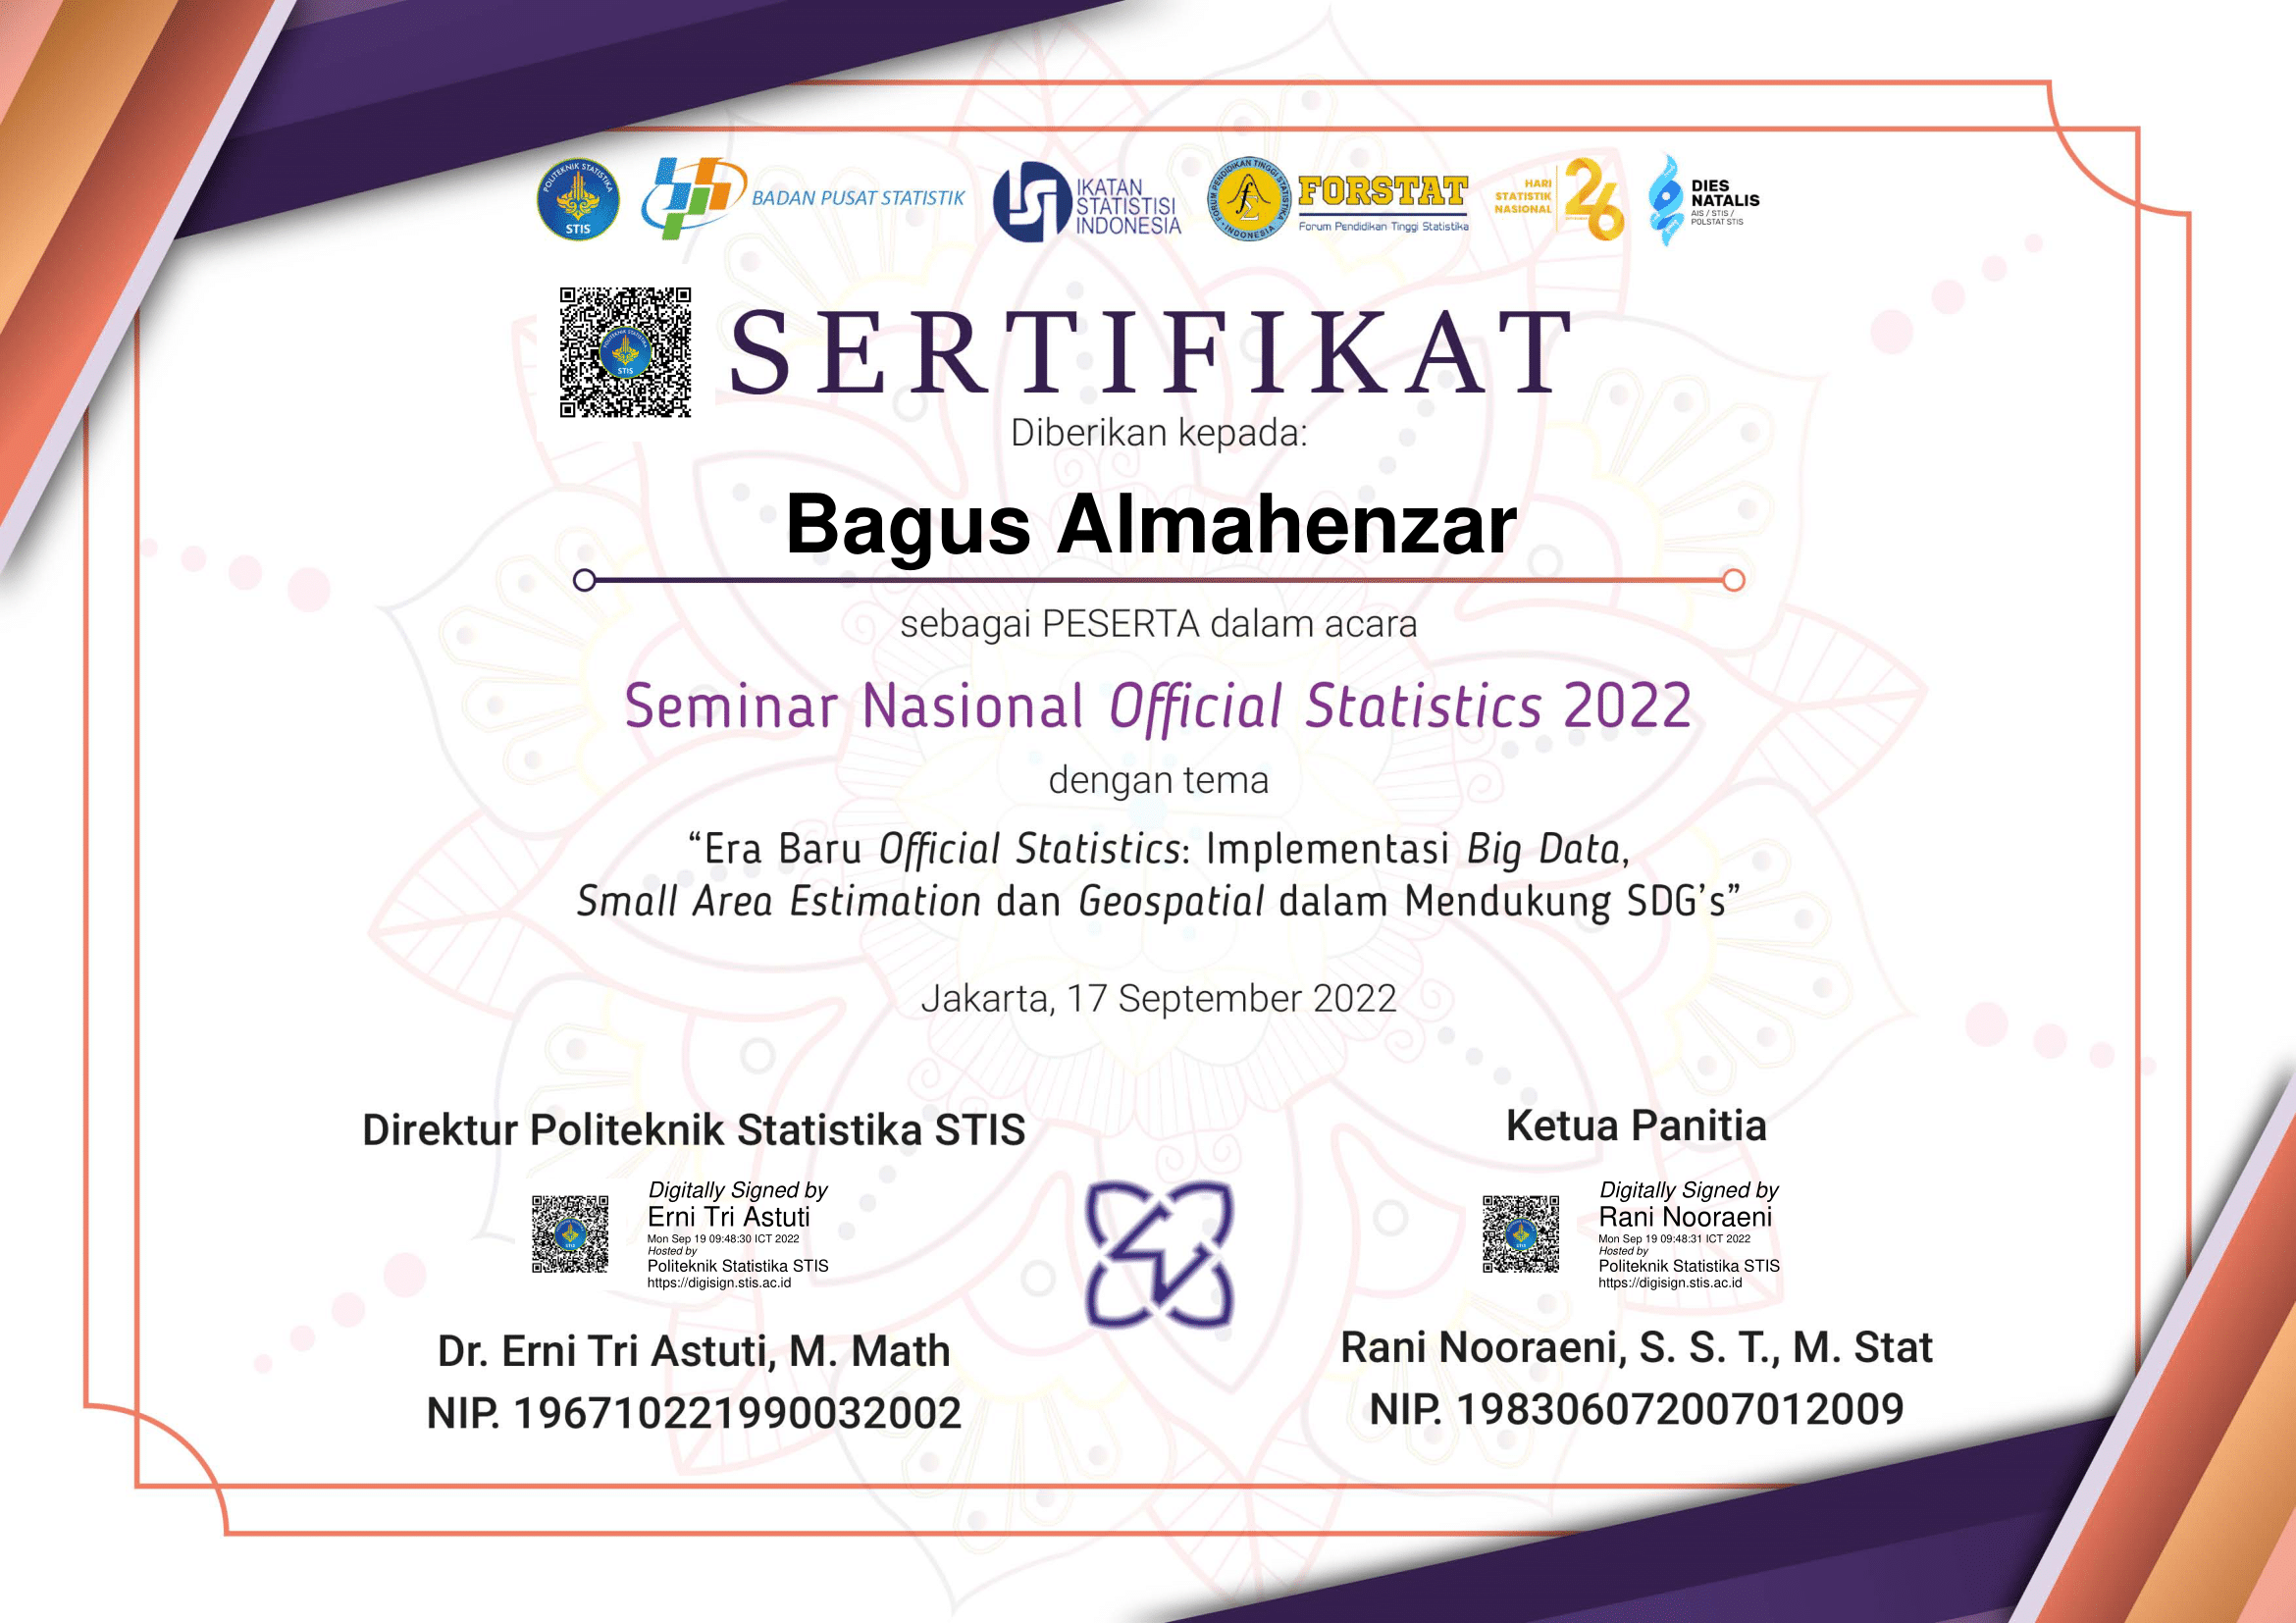 POLITEKNIK STATISTIKA
STIS
BADAN PUSAT STATISTIK
IKATAN
STATISTISI
INDONESIA
FORUM PENDIDIKAN TINGGI STATISTIKA
INDONESIA
FORSTAT
Forum Pendidikan Tinggi Statistika
HARI
STATISTIK
NASIONAL
26
DIES
NATALIS
AIS / STIS /
POLSTAT STIS
SERTIFIKAT
Diberikan kepada:
Bagus Almahenzar
sebagai PESERTA dalam acara
Seminar Nasional Official Statistics 2022
dengan tema
“Era Baru Official Statistics: Implementasi Big Data,
Small Area Estimation dan Geospatial dalam Mendukung SDG’s”
Jakarta, 17 September 2022
Direktur Politeknik Statistika STIS
Digitally Signed by
Erni Tri Astuti
Mon Sep 19 09:48:30 ICT 2022
Hosted by
Politeknik Statistika STIS
https://digisign.stis.ac.id
Dr. Erni Tri Astuti, M. Math
NIP. 196710221990032002
Ketua Panitia
Digitally Signed by
Rani Nooraeni
Mon Sep 19 09:48:31 ICT 2022
Hosted by
Politeknik Statistika STIS
https://digisign.stis.ac.id
Rani Nooraeni, S. S. T., M. Stat
NIP. 198306072007012009